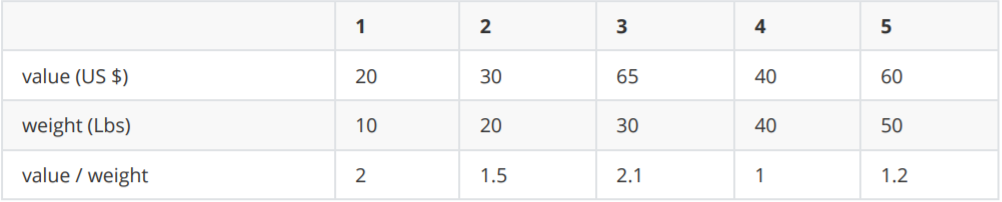 1 2 3 4 5
value (US $) 20 30 65 40 60
weight (Lbs) 10 20 30 40 50
value / weight 2 1.5 2.1 1 1.2